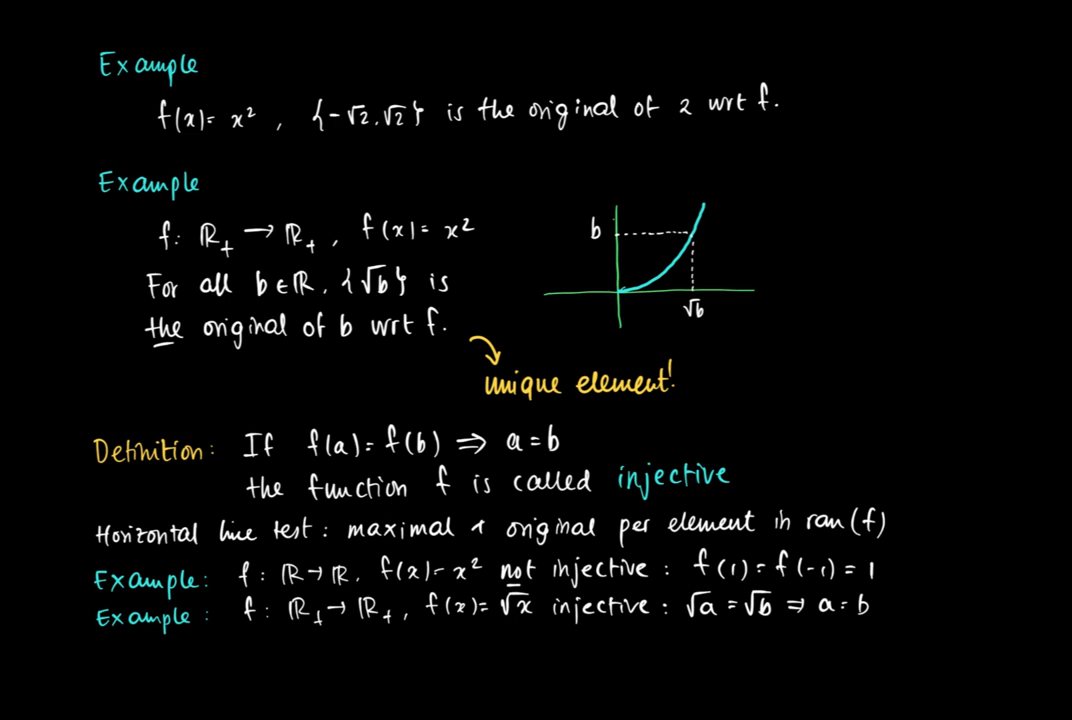 Example
f(x) = x² , {-√2, √2} is the original of 2 wrt f.
Example
f: ℝ₊ → ℝ₊ , f(x) = x²
For all b ∈ ℝ, {√b} is
the original of b wrt f.
b
√b
unique element!
Definition: If f(a) = f(b) ⇒ a = b
the function f is called injective
Horizontal line test: maximal 1 original per element in ran(f)
Example: f: ℝ → ℝ, f(x) = x² not injective: f(1) = f(-1) = 1
Example: f: ℝ₊ → ℝ₊, f(x) = √x injective: √a = √b ⇒ a = b